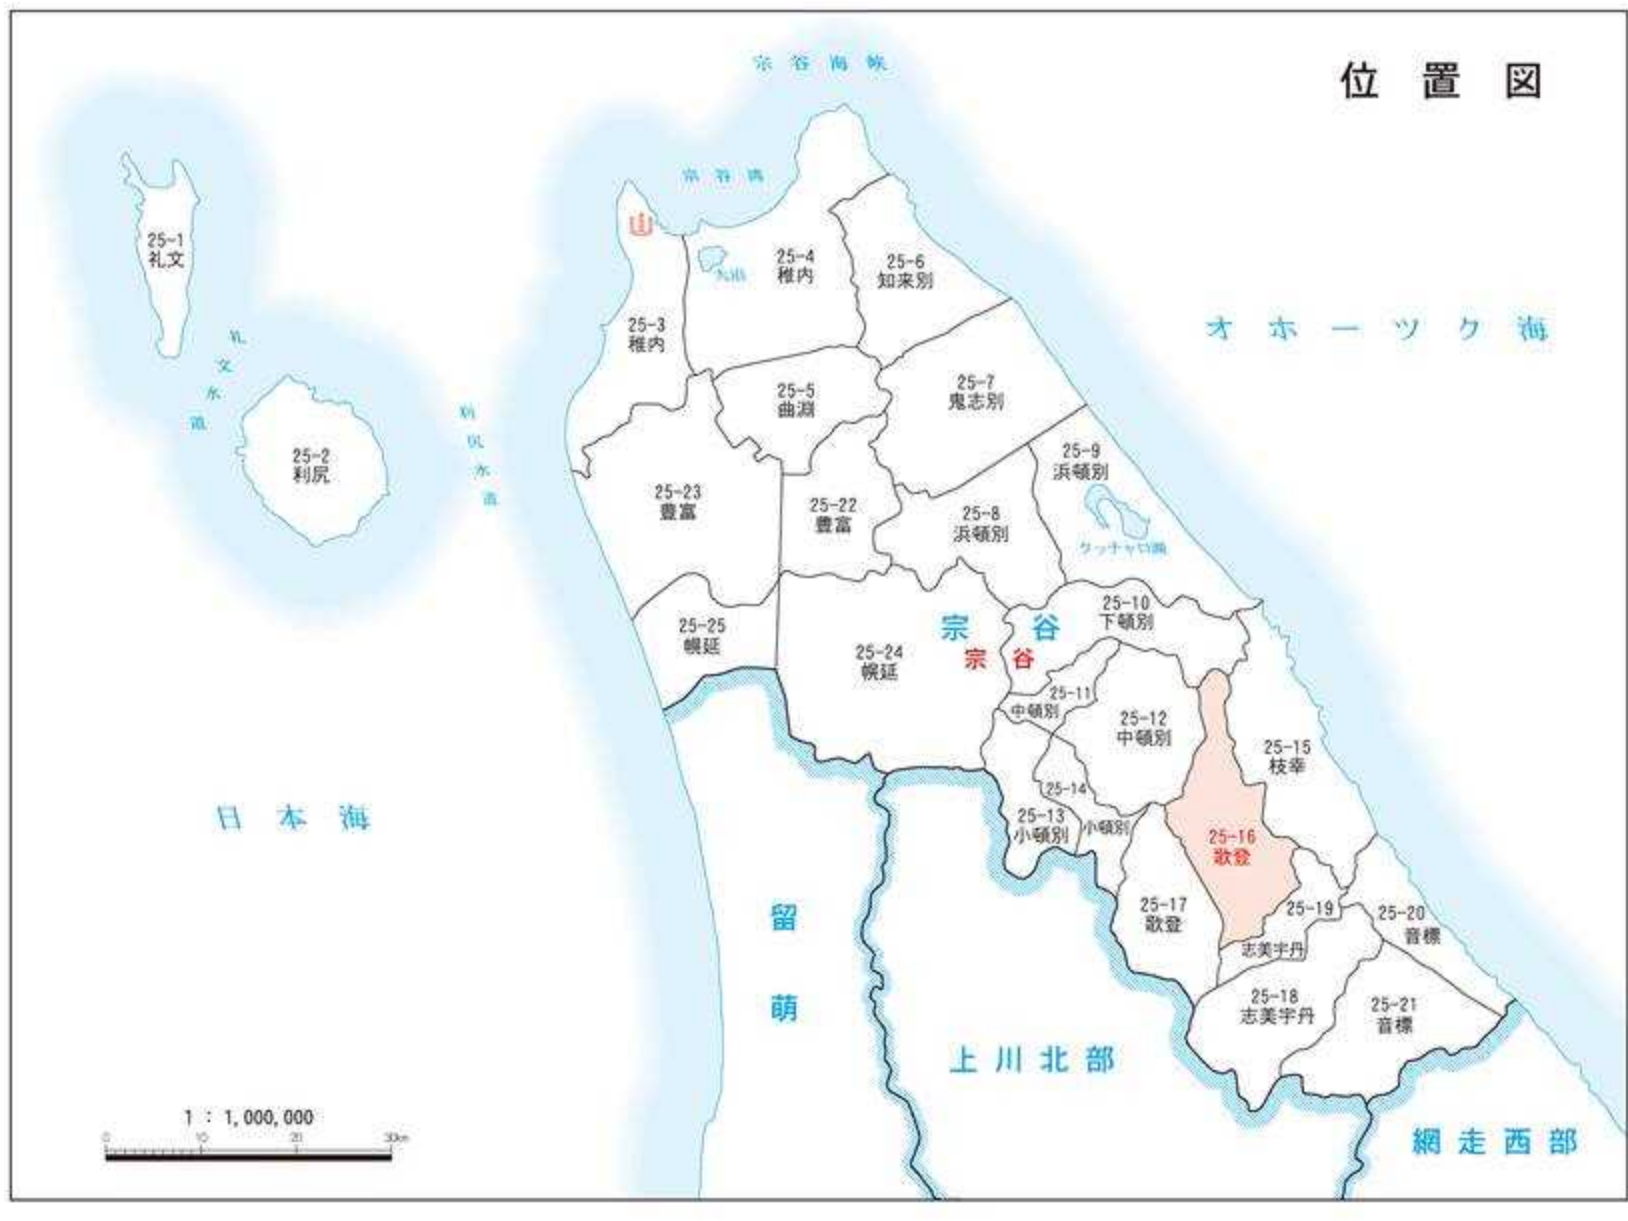 位置図
宗谷海峡
宗谷湾
25-1
礼文
25-4
稚内
25-6
知来別
大沼
オホーツク海
25-3
稚内
礼文水道
25-7
鬼志別
25-5
曲淵
利尻水道
25-2
利尻
25-9
浜頓別
25-23
豊富
25-22
豊富
25-8
浜頓別
クッチャロ湖
25-10
下頓別
25-25
幌延
宗谷
宗谷
25-24
幌延
25-11
中頓別
25-12
中頓別
25-15
枝幸
25-14
小頓別
25-13
小頓別
日本海
25-16
歌登
25-17
歌登
25-19
志美宇丹
25-20
音標
留萌
25-18
志美宇丹
25-21
音標
上川北部
網走西部
1 : 1,000,000
0 10 20 30km